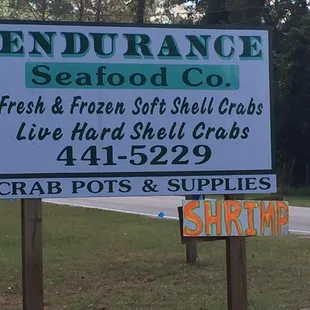 ENDURANCE
Seafood Co.
Fresh & Frozen Soft Shell Crabs
Live Hard Shell Crabs
441-5229
CRAB POTS & SUPPLIES
SHRIMP